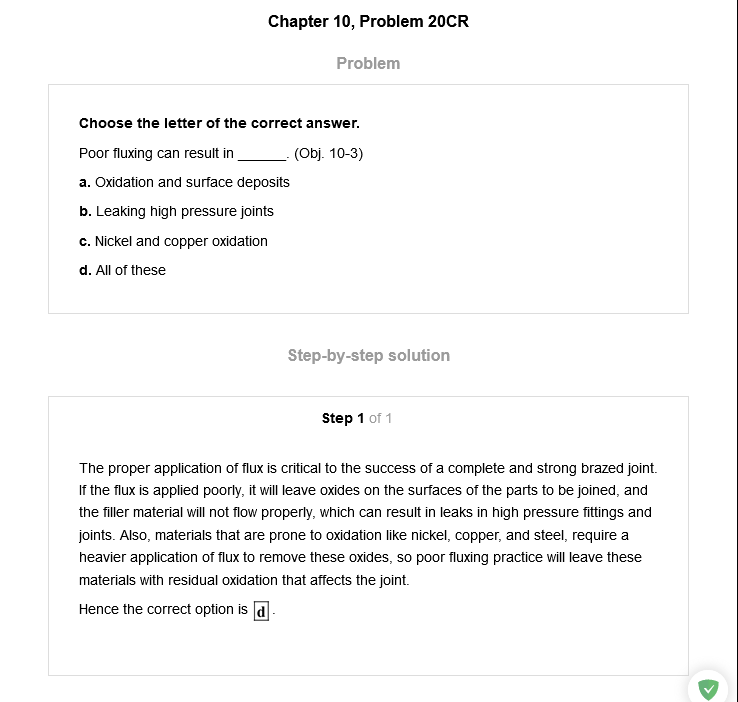 Chapter 10, Problem 20CR
Problem
Choose the letter of the correct answer.
Poor fluxing can result in ______. (Obj. 10-3)
a. Oxidation and surface deposits
b. Leaking high pressure joints
c. Nickel and copper oxidation
d. All of these
Step-by-step solution
Step 1 of 1
The proper application of flux is critical to the success of a complete and strong brazed joint.
If the flux is applied poorly, it will leave oxides on the surfaces of the parts to be joined, and
the filler material will not flow properly, which can result in leaks in high pressure fittings and
joints. Also, materials that are prone to oxidation like nickel, copper, and steel, require a
heavier application of flux to remove these oxides, so poor fluxing practice will leave these
materials with residual oxidation that affects the joint.
Hence the correct option is d.